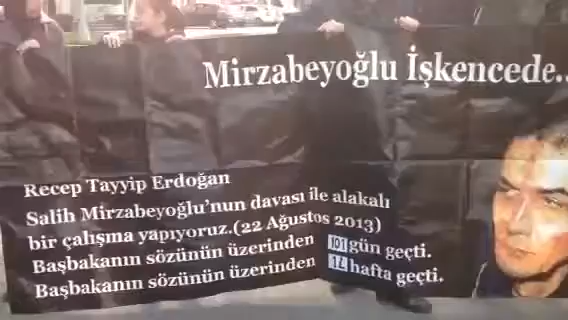 Mirzabeyoğlu İşkencede..
Recep Tayyip Erdoğan
Salih Mirzabeyoğlu'nun davası ile alakalı
bir çalışma yapıyoruz.(22 Ağustos 2013)
Başbakanın sözünün üzerinden 101 gün geçti.
Başbakanın sözünün üzerinden 14 hafta geçti.